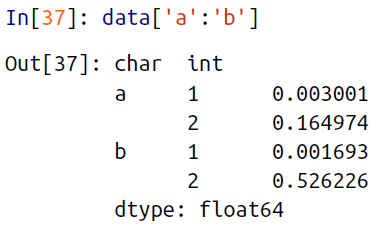 In[37]: data['a':'b']
Out[37]: char  int
         a     1      0.003001
               2      0.164974
         b     1      0.001693
               2      0.526226
         dtype: float64